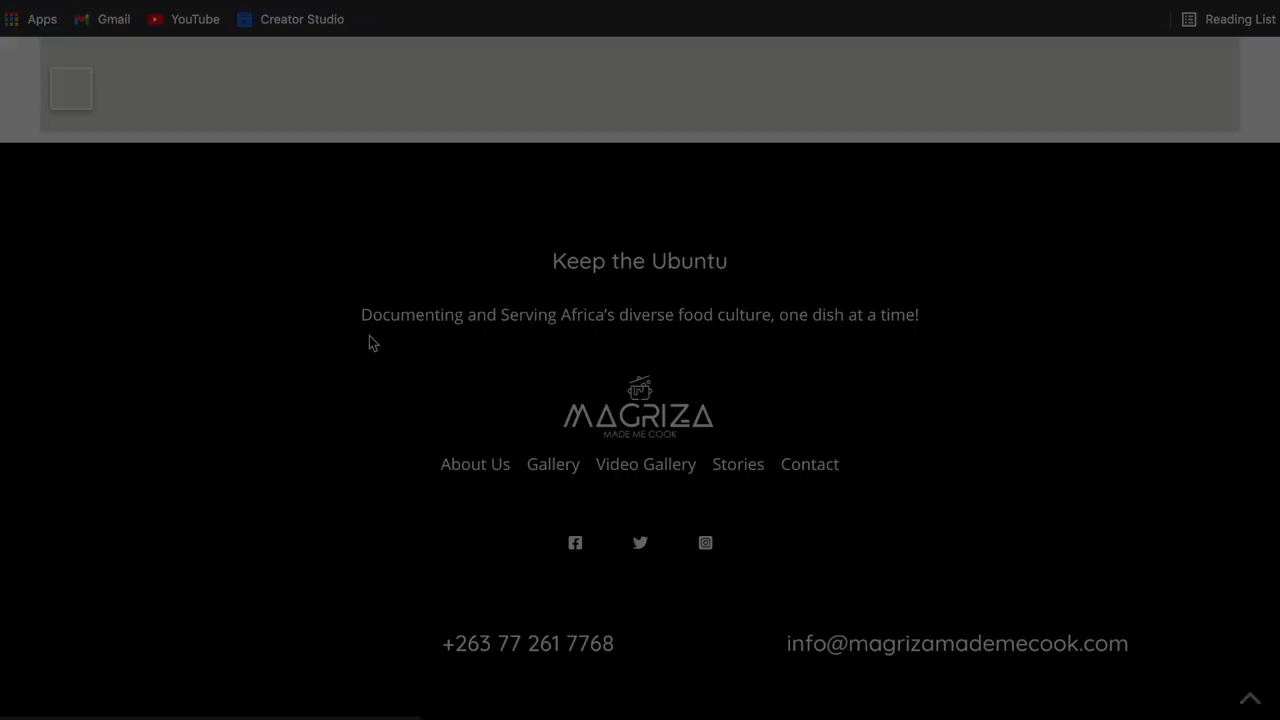 Apps Gmail YouTube Creator Studio Reading List
Keep the Ubuntu
Documenting and Serving Africa’s diverse food culture, one dish at a time!
MAGRIZA
MADE ME COOK
About Us Gallery Video Gallery Stories Contact
+263 77 261 7768 info@magrizamademecook.com